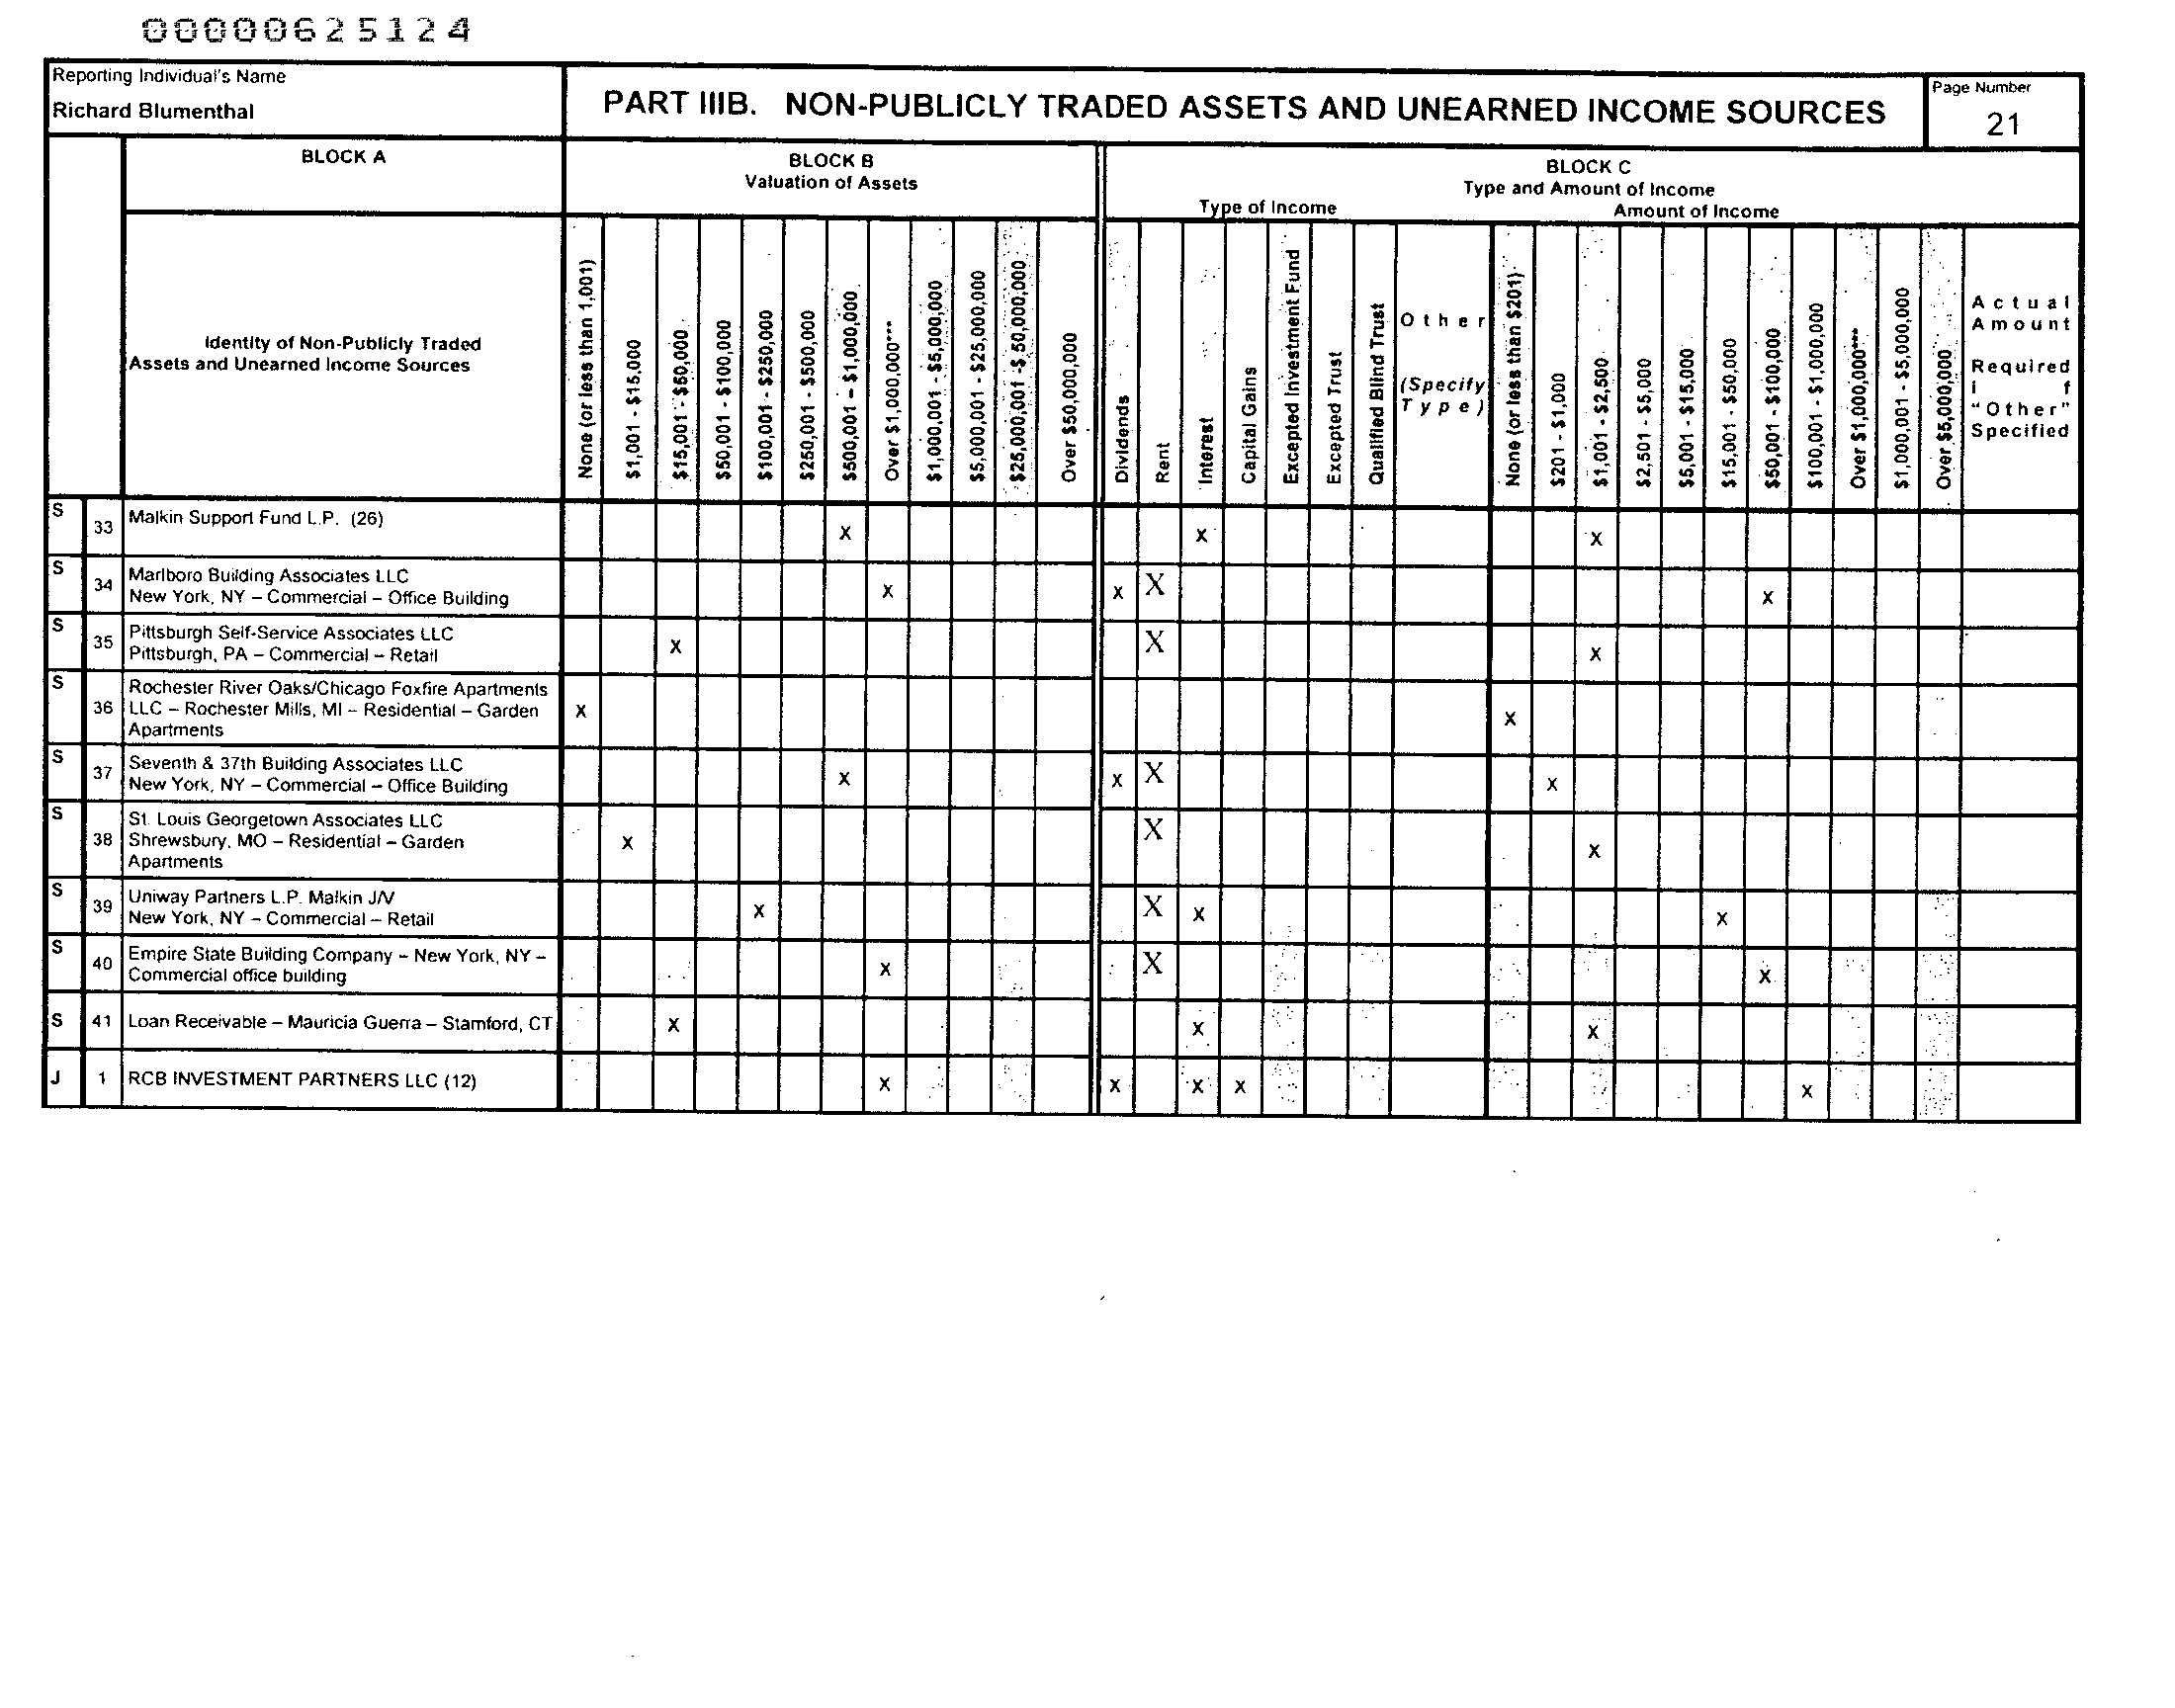 00000625124
Reporting Individual's Name
Richard Blumenthal
PART IIIB. NON-PUBLICLY TRADED ASSETS AND UNEARNED INCOME SOURCES
Page Number
21
BLOCK A
BLOCK B
Valuation of Assets
BLOCK C
Type and Amount of Income
Type of Income
Amount of Income
Identity of Non-Publicly Traded
Assets and Unearned Income Sources
None (or less than 1,001)
$1,001 - $15,000
$15,001 - $50,000
$50,001 - $100,000
$100,001 - $250,000
$250,001 - $500,000
$500,001 – $1,000,000
Over $1,000,000***
$1,000,001 - $5,000,000
$5,000,001 - $25,000,000
$25,000,001 -$ 50,000,000
Over $50,000,000
Dividends
Rent
Interest
Capital Gains
Excepted Investment Fund
Excepted Trust
Qualified Blind Trust
Other
(Specify
Type)
None (or less than $201)
$201 - $1,000
$1,001 - $2,500
$2,501 - $5,000
$5,001 - $15,000
$15,001 - $50,000
$50,001 - $100,000
$100,001 - $1,000,000
Over $1,000,000***
$1,000,001 - $5,000,000
Over $5,000,000
Actual
Amount
Required
i f
"Other"
Specified
S 33 Malkin Support Fund L.P. (26) X X X
S 34 Marlboro Building Associates LLC
New York, NY – Commercial – Office Building X X X X
S 35 Pittsburgh Self-Service Associates LLC
Pittsburgh, PA – Commercial – Retail X X X
S 36 Rochester River Oaks/Chicago Foxfire Apartments
LLC – Rochester Mills, MI – Residential – Garden
Apartments X X
S 37 Seventh & 37th Building Associates LLC
New York, NY – Commercial – Office Building X X X X
S 38 St. Louis Georgetown Associates LLC
Shrewsbury, MO – Residential – Garden
Apartments X X X
S 39 Uniway Partners L.P. Malkin J/V
New York, NY – Commercial – Retail X X X X
S 40 Empire State Building Company – New York, NY –
Commercial office building X X X
S 41 Loan Receivable – Mauricia Guerra – Stamford, CT X X X
J 1 RCB INVESTMENT PARTNERS LLC (12) X X X X X